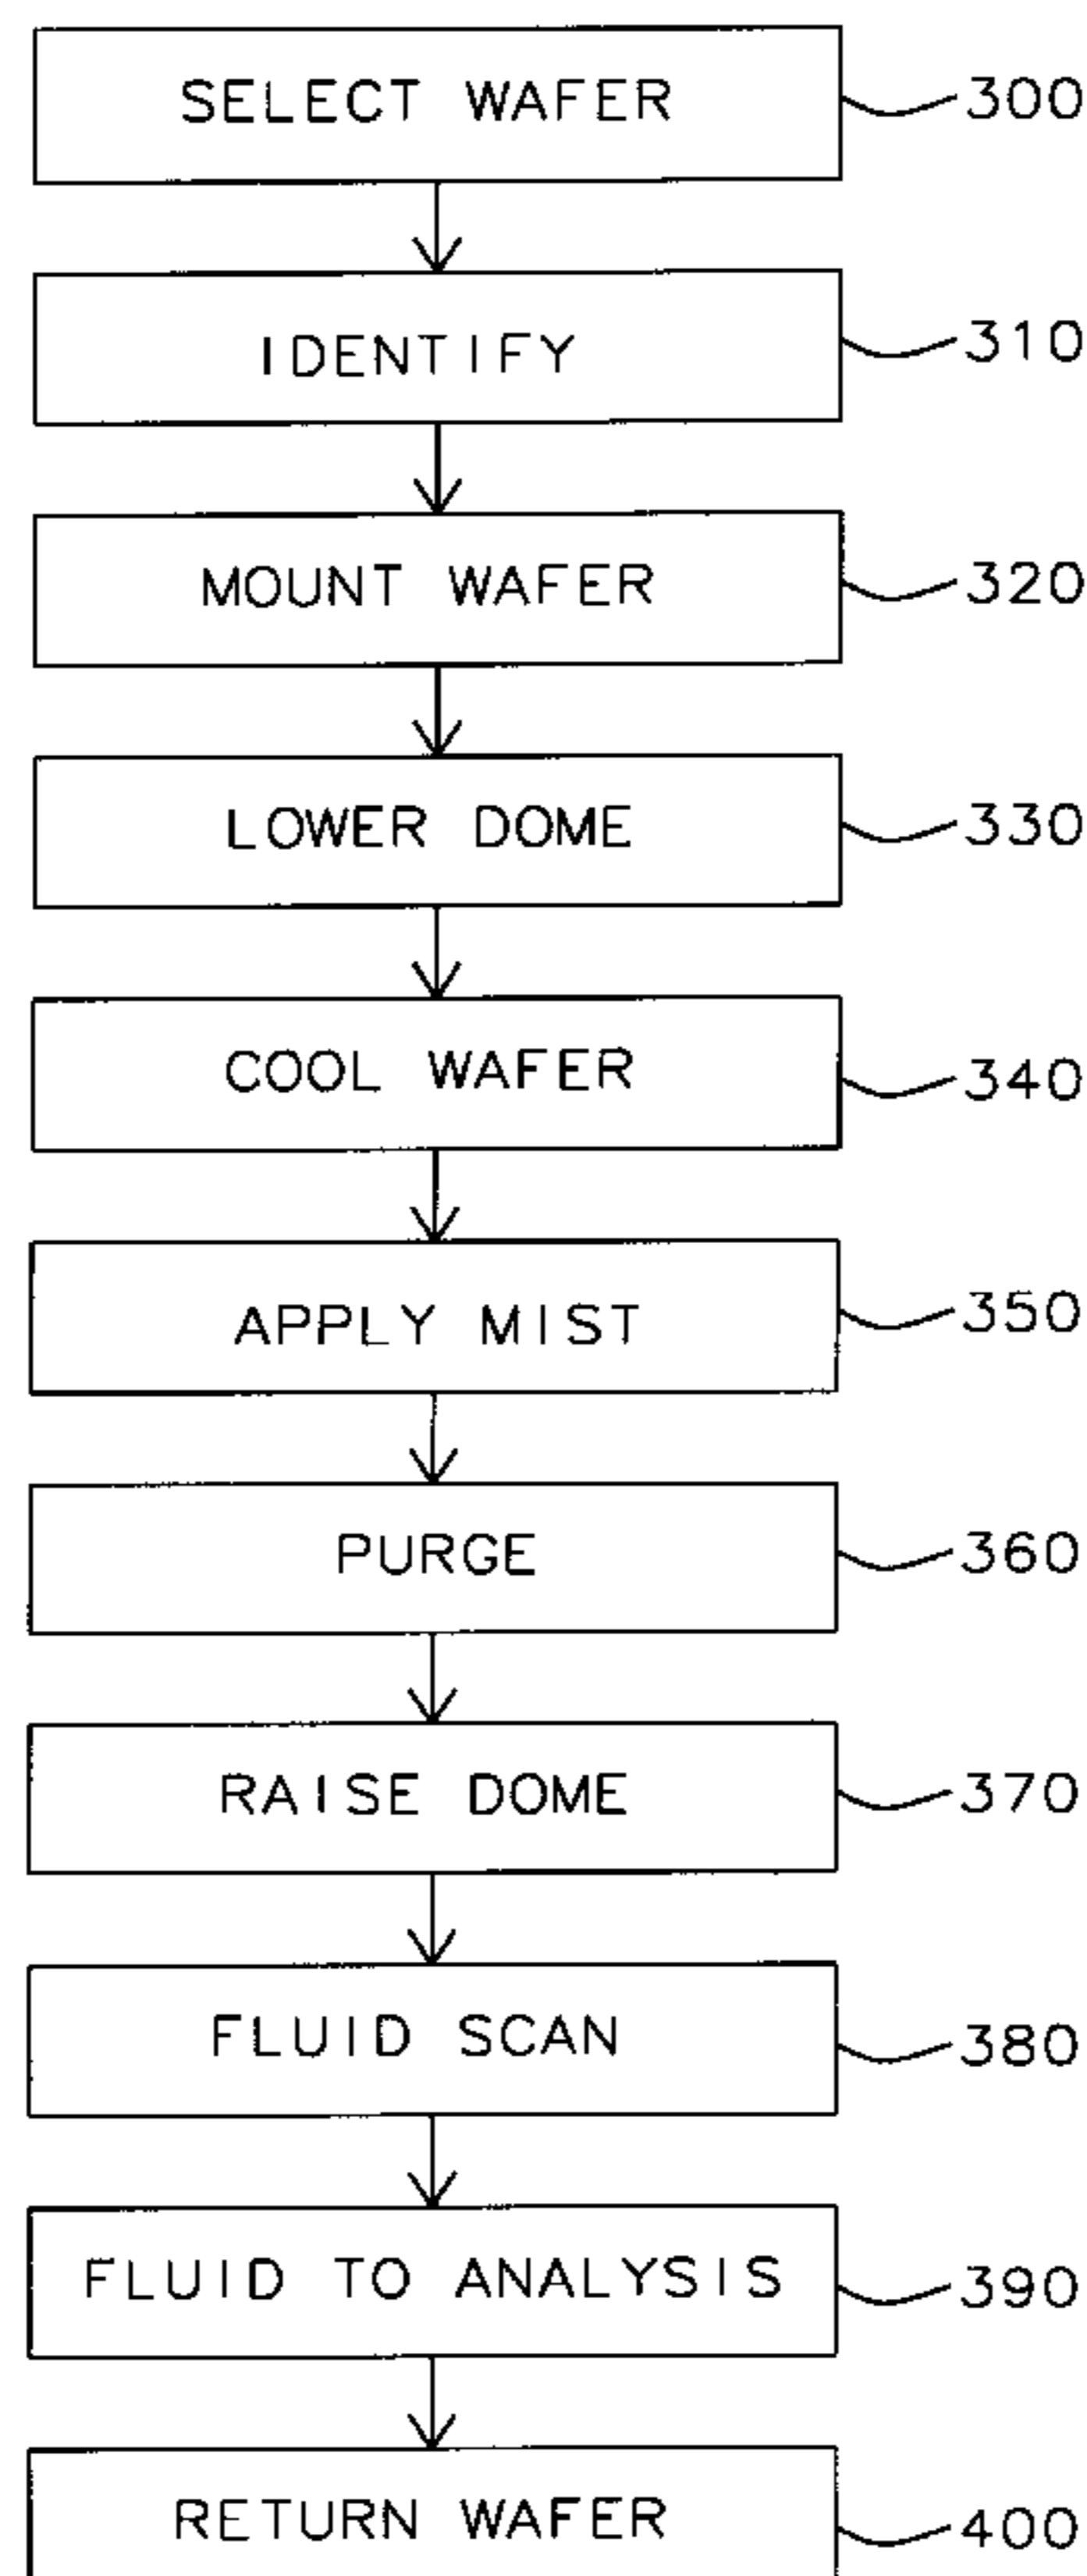 SELECT WAFER 300
IDENTIFY 310
MOUNT WAFER 320
LOWER DOME 330
COOL WAFER 340
APPLY MIST 350
PURGE 360
RAISE DOME 370
FLUID SCAN 380
FLUID TO ANALYSIS 390
RETURN WAFER 400